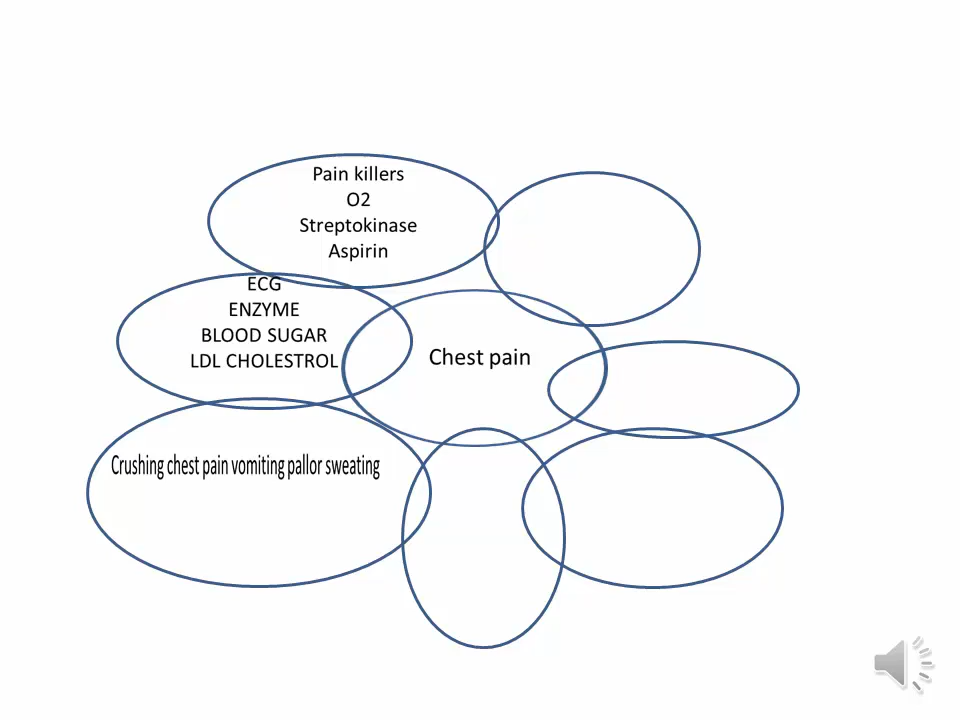 Pain killers
O2
Streptokinase
Aspirin
ECG
ENZYME
BLOOD SUGAR
LDL CHOLESTROL
Chest pain
Crushing chest pain vomiting pallor sweating